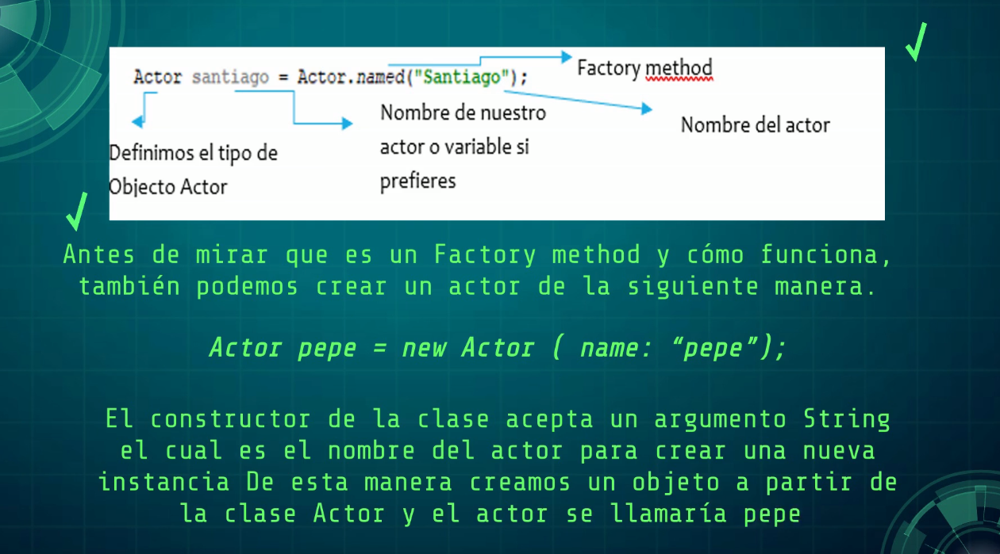 Actor santiago = Actor.named("Santiago");
Factory method
Nombre de nuestro
actor o variable si
prefieres
Nombre del actor
Definimos el tipo de
Objecto Actor
Antes de mirar que es un Factory method y cómo funciona,
también podemos crear un actor de la siguiente manera.
Actor pepe = new Actor ( name: “pepe”);
El constructor de la clase acepta un argumento String
el cual es el nombre del actor para crear una nueva
instancia De esta manera creamos un objeto a partir de
la clase Actor y el actor se llamaría pepe